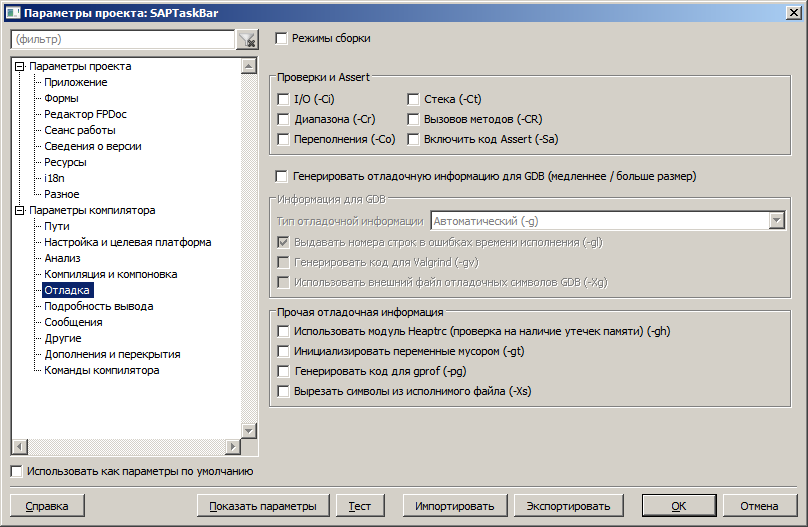 Параметры проекта: SAPTaskBar
(фильтр)
Параметры проекта
Приложение
Формы
Редактор FPDoc
Сеанс работы
Сведения о версии
Ресурсы
i18n
Разное
Параметры компилятора
Пути
Настройка и целевая платформа
Анализ
Компиляция и компоновка
Отладка
Подробность вывода
Сообщения
Другие
Дополнения и перекрытия
Команды компилятора
Использовать как параметры по умолчанию
Режимы сборки
Проверки и Assert
I/O (-Ci)
Стека (-Ct)
Диапазона (-Cr)
Вызовов методов (-CR)
Переполнения (-Co)
Включить код Assert (-Sa)
Генерировать отладочную информацию для GDB (медленнее / больше размер)
Информация для GDB
Тип отладочной информации
Автоматический (-g)
Выдавать номера строк в ошибках времени исполнения (-gl)
Генерировать код для Valgrind (-gv)
Использовать внешний файл отладочных символов GDB (-Xg)
Прочая отладочная информация
Использовать модуль Heaptrc (проверка на наличие утечек памяти) (-gh)
Инициализировать переменные мусором (-gt)
Генерировать код для gprof (-pg)
Вырезать символы из исполнимого файла (-Xs)
Справка
Показать параметры
Тест
Импортировать
Экспортировать
OK
Отмена